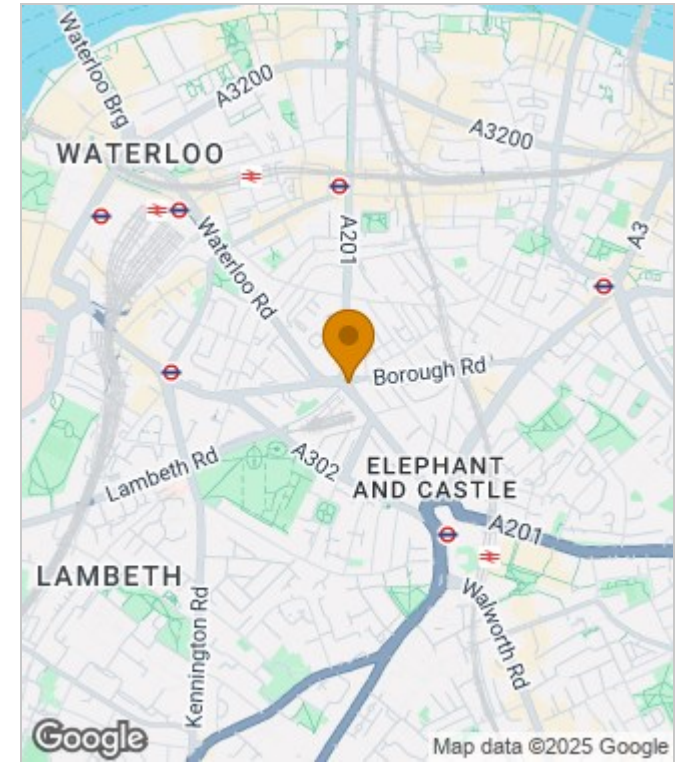 Waterloo Brg
A3200
A3200
WATERLOO
A201
A3
Waterloo Rd
Borough Rd
Lambeth Rd
A302
ELEPHANT
AND CASTLE
A201
LAMBETH
Kennington Rd
Walworth Rd
Google
Map data ©2025 Google